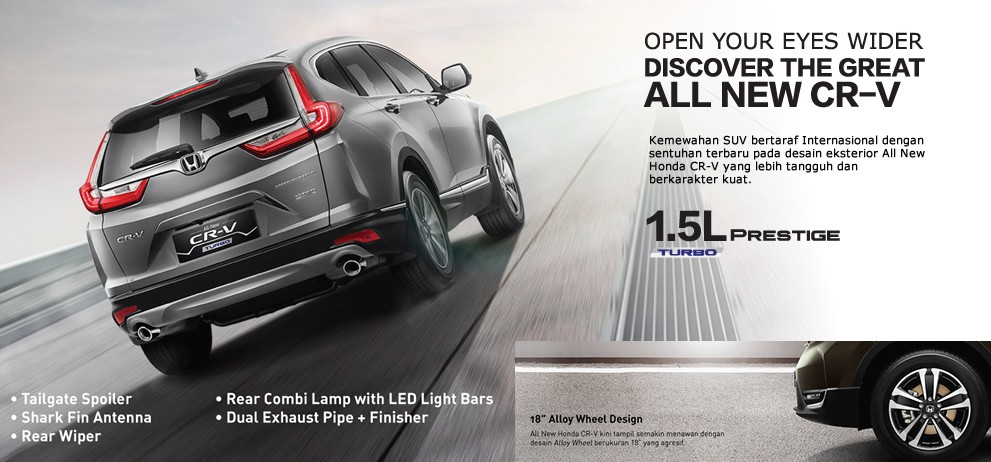 OPEN YOUR EYES WIDER
DISCOVER THE GREAT
ALL NEW CR-V
Kemewahan SUV bertaraf Internasional dengan
sentuhan terbaru pada desain eksterior All New
Honda CR-V yang lebih tangguh dan
berkarakter kuat.
1.5L PRESTIGE
TURBO
CR-V
CR-V
TURBO
• Tailgate Spoiler
• Shark Fin Antenna
• Rear Wiper
• Rear Combi Lamp with LED Light Bars
• Dual Exhaust Pipe + Finisher
18" Alloy Wheel Design
All New Honda CR-V kini tampil semakin menawan dengan
desain Alloy Wheel berukuran 18" yang agresif.